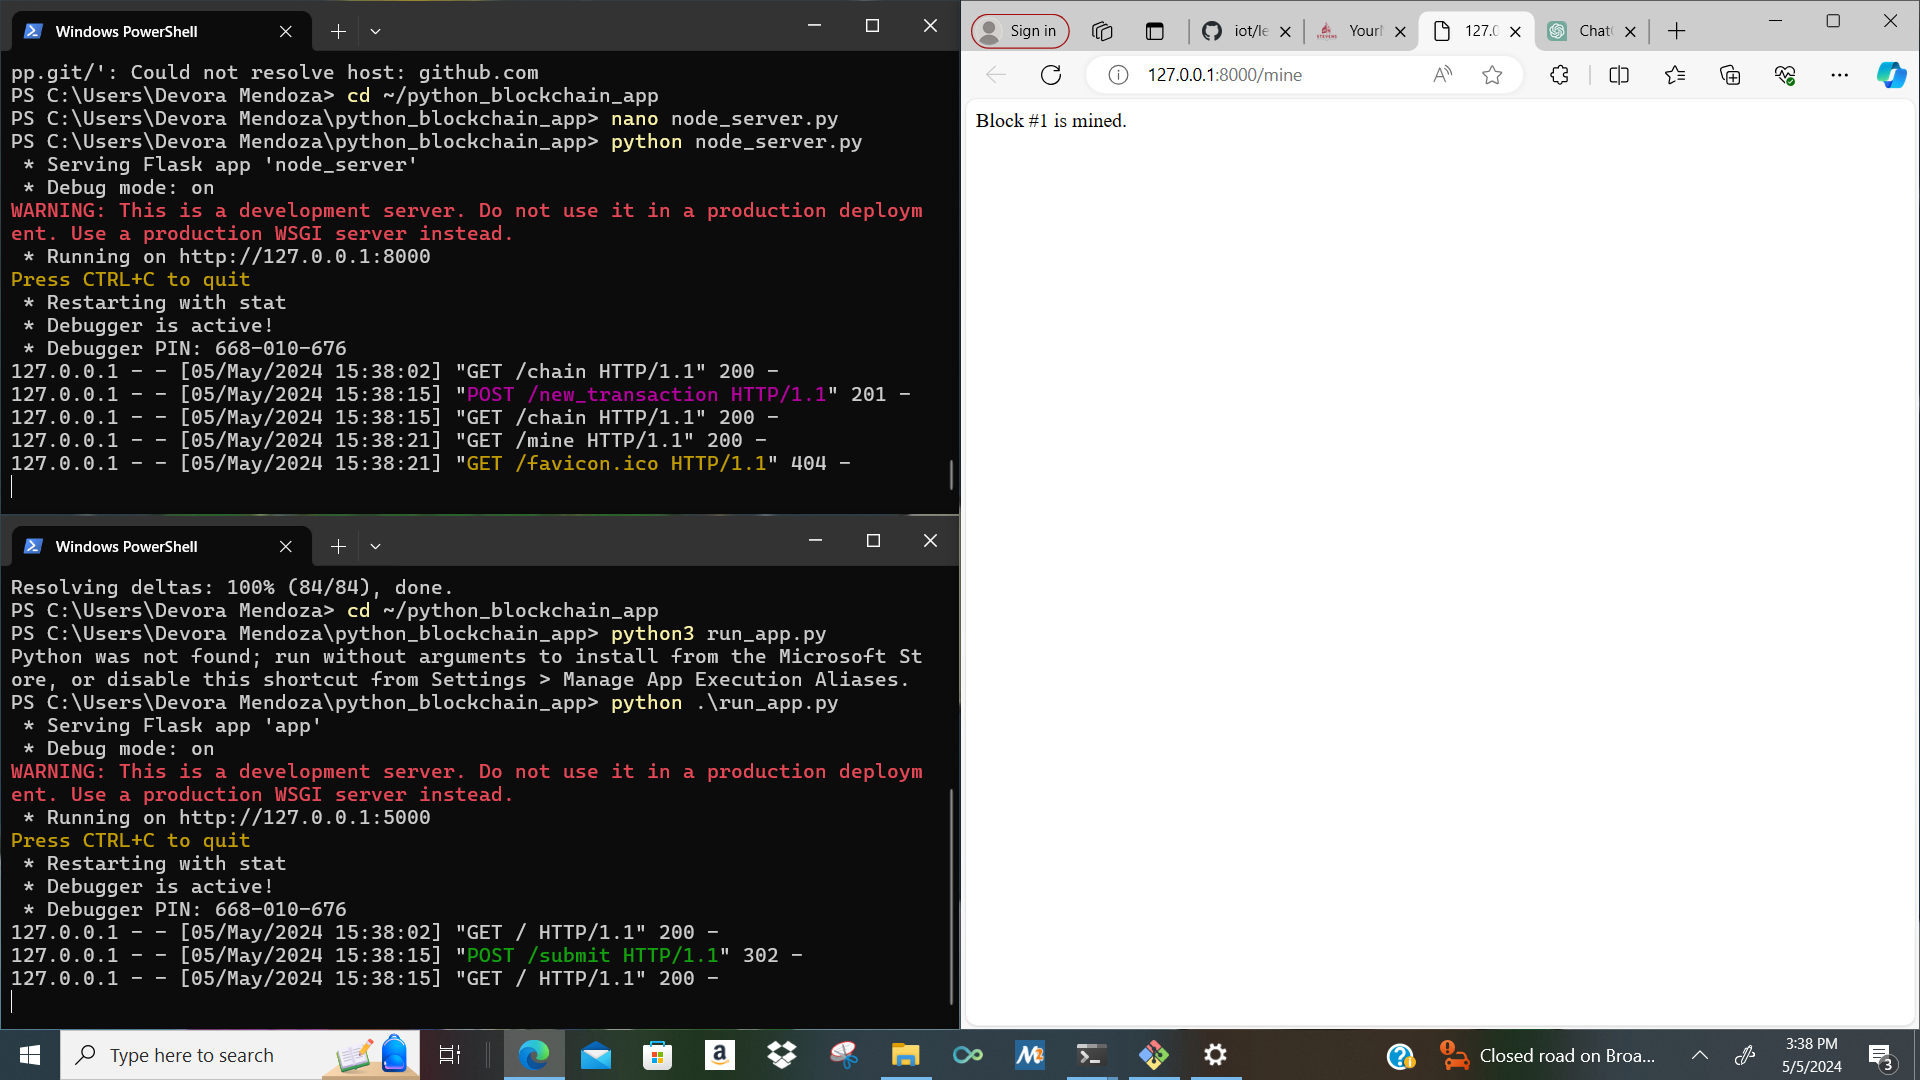 Windows PowerShell
pp.git/': Could not resolve host: github.com
PS C:\Users\Devora Mendoza> cd ~/python_blockchain_app
PS C:\Users\Devora Mendoza\python_blockchain_app> nano node_server.py
PS C:\Users\Devora Mendoza\python_blockchain_app> python node_server.py
 * Serving Flask app 'node_server'
 * Debug mode: on
WARNING: This is a development server. Do not use it in a production deploym
ent. Use a production WSGI server instead.
 * Running on http://127.0.0.1:8000
Press CTRL+C to quit
 * Restarting with stat
 * Debugger is active!
 * Debugger PIN: 668-010-676
127.0.0.1 - - [05/May/2024 15:38:02] "GET /chain HTTP/1.1" 200 -
127.0.0.1 - - [05/May/2024 15:38:15] "POST /new_transaction HTTP/1.1" 201 -
127.0.0.1 - - [05/May/2024 15:38:15] "GET /chain HTTP/1.1" 200 -
127.0.0.1 - - [05/May/2024 15:38:21] "GET /mine HTTP/1.1" 200 -
127.0.0.1 - - [05/May/2024 15:38:21] "GET /favicon.ico HTTP/1.1" 404 -
Windows PowerShell
Resolving deltas: 100% (84/84), done.
PS C:\Users\Devora Mendoza> cd ~/python_blockchain_app
PS C:\Users\Devora Mendoza\python_blockchain_app> python3 run_app.py
Python was not found; run without arguments to install from the Microsoft St
ore, or disable this shortcut from Settings > Manage App Execution Aliases.
PS C:\Users\Devora Mendoza\python_blockchain_app> python .\run_app.py
 * Serving Flask app 'app'
 * Debug mode: on
WARNING: This is a development server. Do not use it in a production deploym
ent. Use a production WSGI server instead.
 * Running on http://127.0.0.1:5000
Press CTRL+C to quit
 * Restarting with stat
 * Debugger is active!
 * Debugger PIN: 668-010-676
127.0.0.1 - - [05/May/2024 15:38:02] "GET / HTTP/1.1" 200 -
127.0.0.1 - - [05/May/2024 15:38:15] "POST /submit HTTP/1.1" 302 -
127.0.0.1 - - [05/May/2024 15:38:15] "GET / HTTP/1.1" 200 -
Sign in iot/le Your 127.0 Chat
127.0.0.1:8000/mine
Block #1 is mined.
Type here to search
Closed road on Broa...
3:38 PM
5/5/2024
3